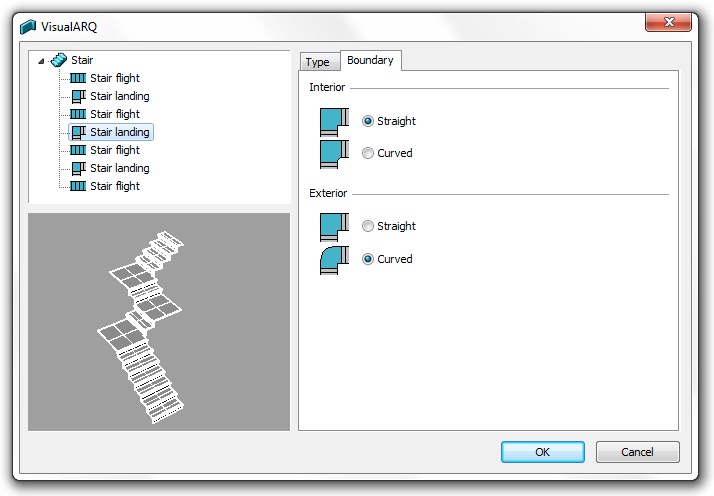 VisualARQ
Stair
Stair flight
Stair landing
Stair flight
Stair landing
Stair flight
Stair landing
Stair flight
Type
Boundary
Interior
Straight
Curved
Exterior
Straight
Curved
OK
Cancel